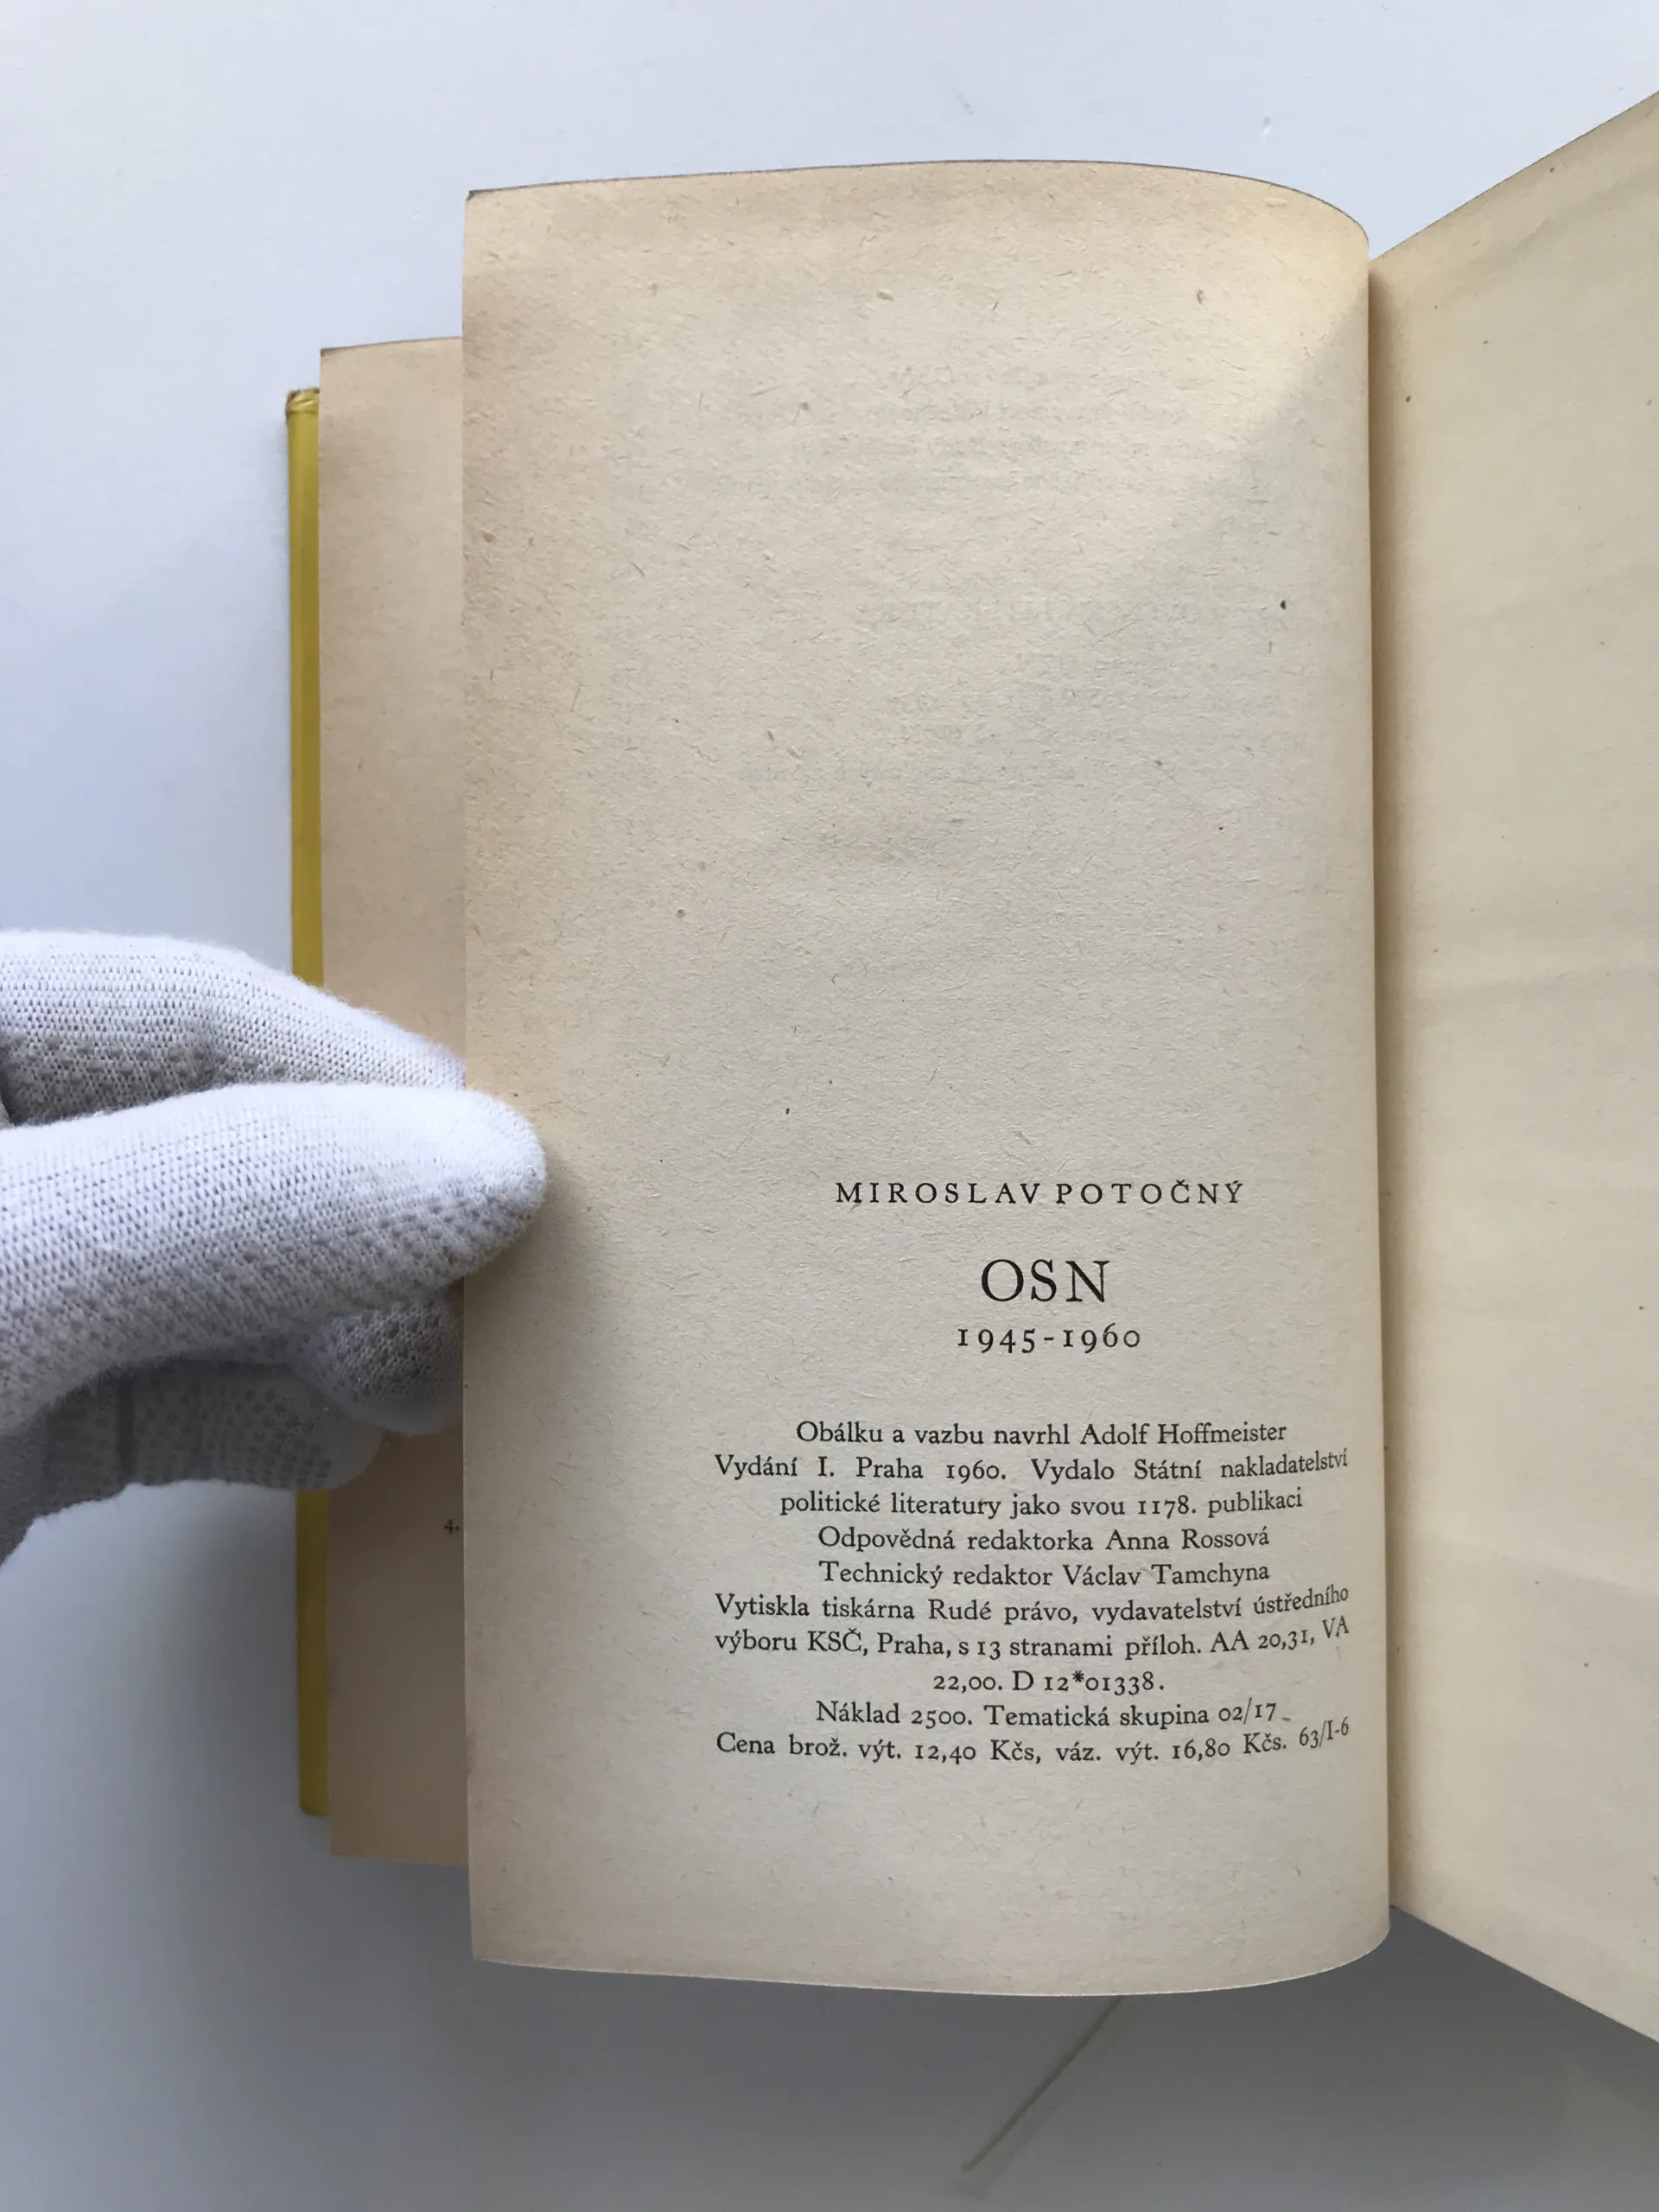 MIROSLAV POTOČNÝ
OSN
1945-1960
Obálku a vazbu navrhl Adolf Hoffmeister
Vydání I. Praha 1960. Vydalo Státní nakladatelství
politické literatury jako svou 1178. publikaci
Odpovědná redaktorka Anna Rossová
Technický redaktor Václav Tamchyna
Vytiskla tiskárna Rudé právo, vydavatelství ústředního
výboru KSČ, Praha, s 13 stranami příloh. AA 20,31, VA
22,00. D 12*01338.
Náklad 2500. Tematická skupina 02/17
Cena brož. výt. 12,40 Kčs, váz. výt. 16,80 Kčs. 63/I-6
4.